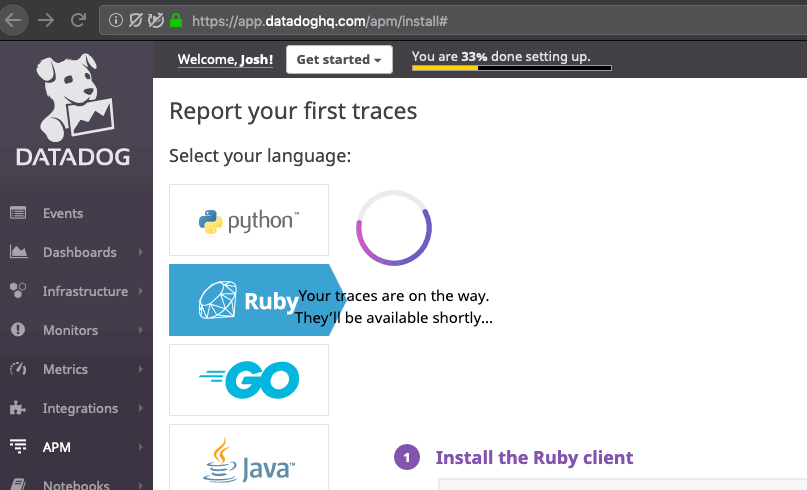 https://app.datadoghq.com/apm/install#
Welcome, Josh!
Get started
You are 33% done setting up.
DATADOG
Events
Dashboards
Infrastructure
Monitors
Metrics
Integrations
APM
Notebooks
Report your first traces
Select your language:
python™
Ruby
Your traces are on the way.
They'll be available shortly...
GO
Java™
1 Install the Ruby client